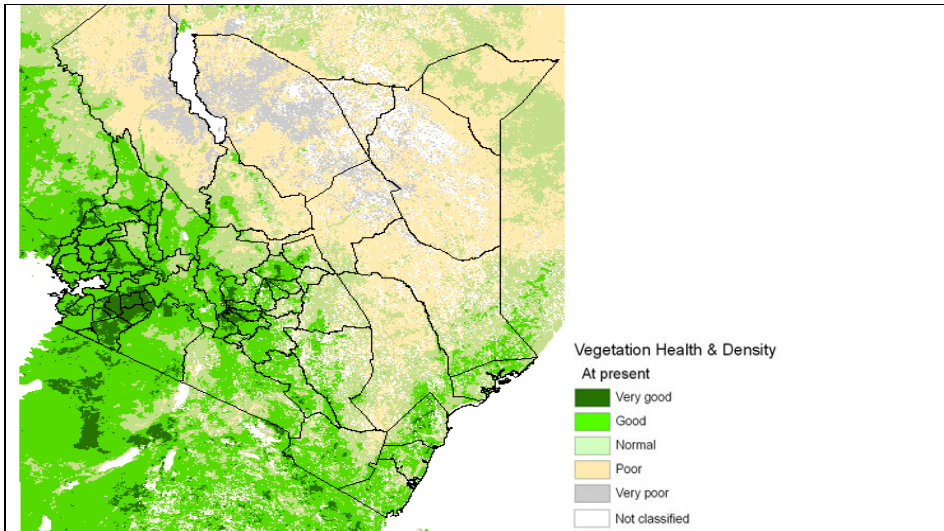 Vegetation Health & Density
At present
Very good
Good
Normal
Poor
Very poor
Not classified